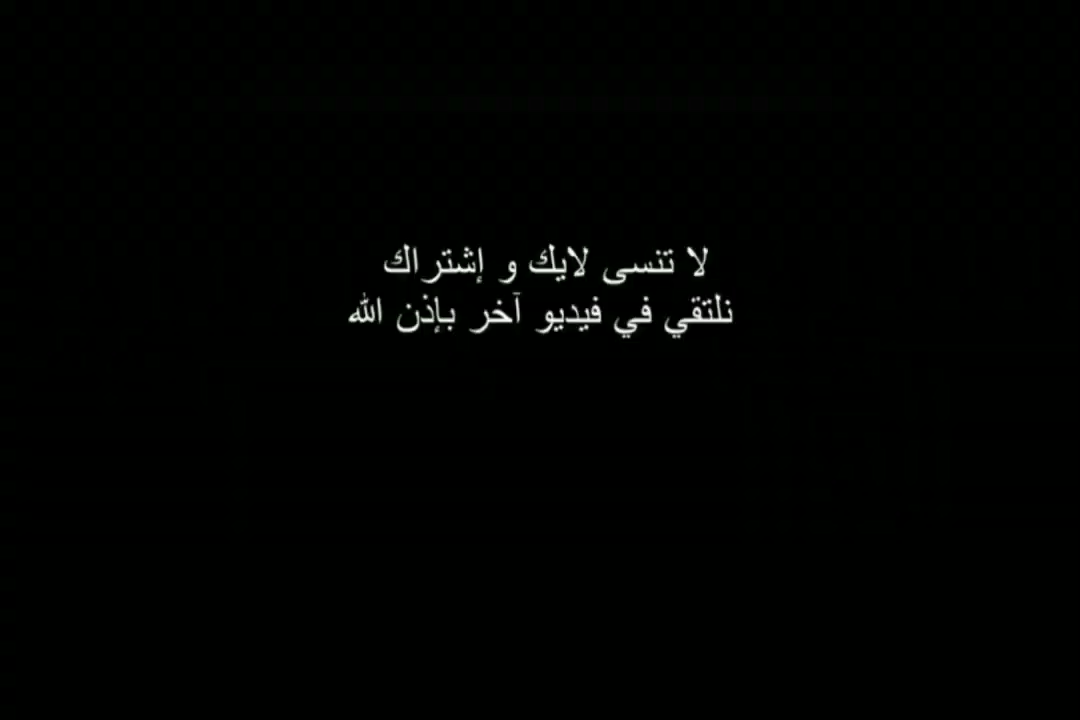 لا تنسى لايك و إشتراك
نلتقي في فيديو آخر بإذن الله